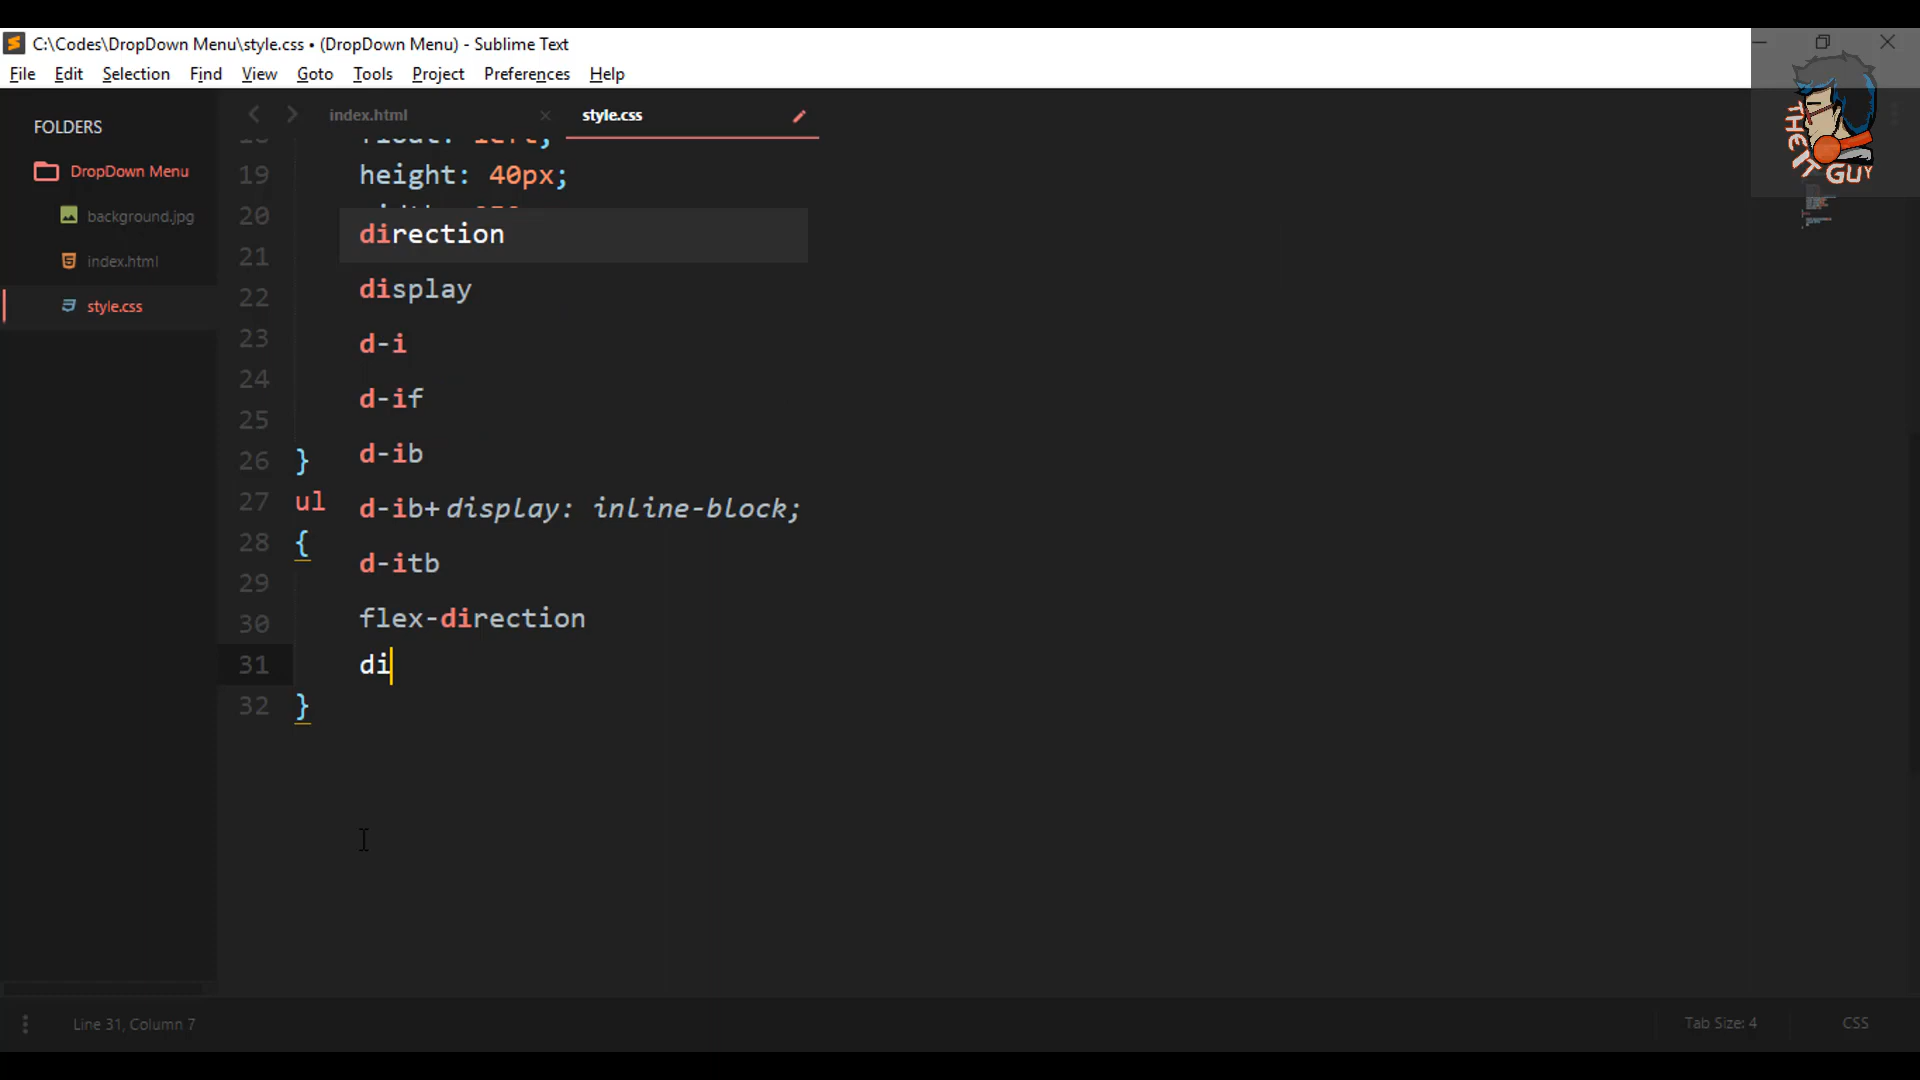 C:\Codes\DropDown Menu\style.css • (DropDown Menu) - Sublime Text
File Edit Selection Find View Goto Tools Project Preferences Help
THE IT GUY
FOLDERS
DropDown Menu
background.jpg
index.html
style.css
index.html
style.css
19 height: 40px;
20
21 direction
22 display
23 d-i
24 d-if
25 d-ib
26 }
27 ul
d-ib+ display: inline-block;
28 {
29 d-itb
30 flex-direction
31 di
32 }
Line 31, Column 7
Tab Size: 4
CSS